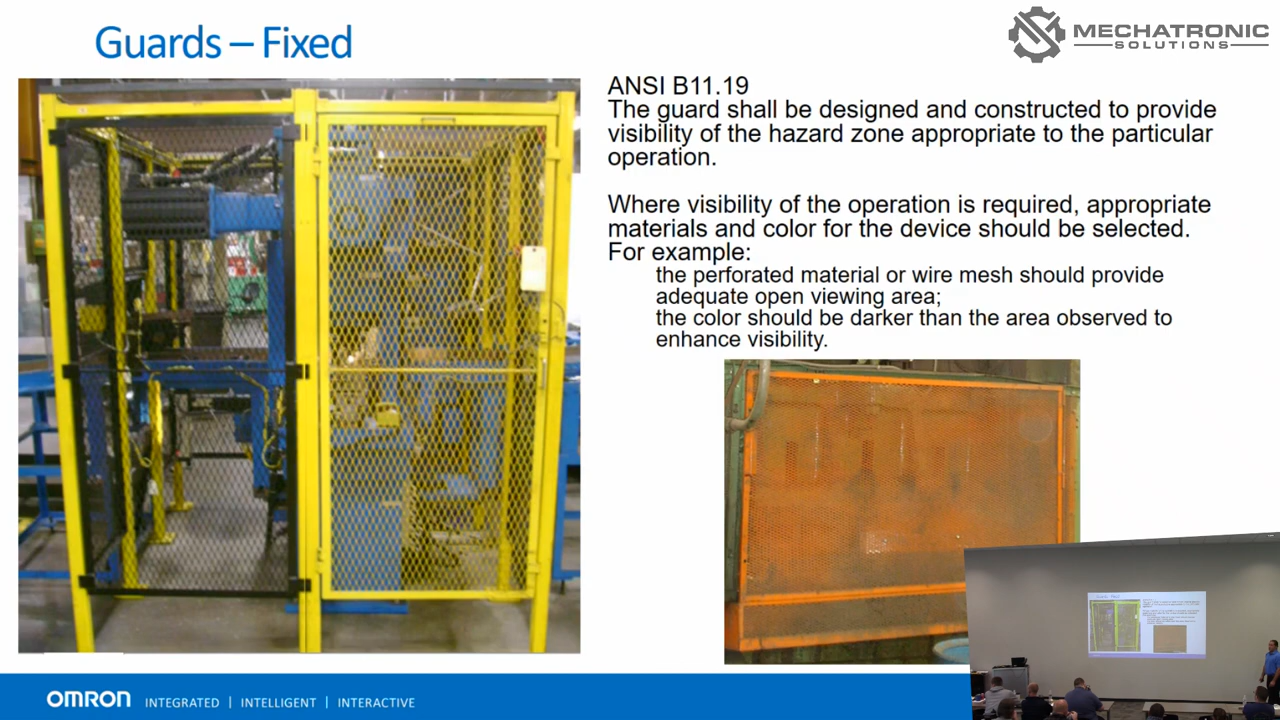 Guards – Fixed
MECHATRONIC
SOLUTIONS
ANSI B11.19
The guard shall be designed and constructed to provide
visibility of the hazard zone appropriate to the particular
operation.
Where visibility of the operation is required, appropriate
materials and color for the device should be selected.
For example:
the perforated material or wire mesh should provide
adequate open viewing area;
the color should be darker than the area observed to
enhance visibility.
OMRON INTEGRATED | INTELLIGENT | INTERACTIVE